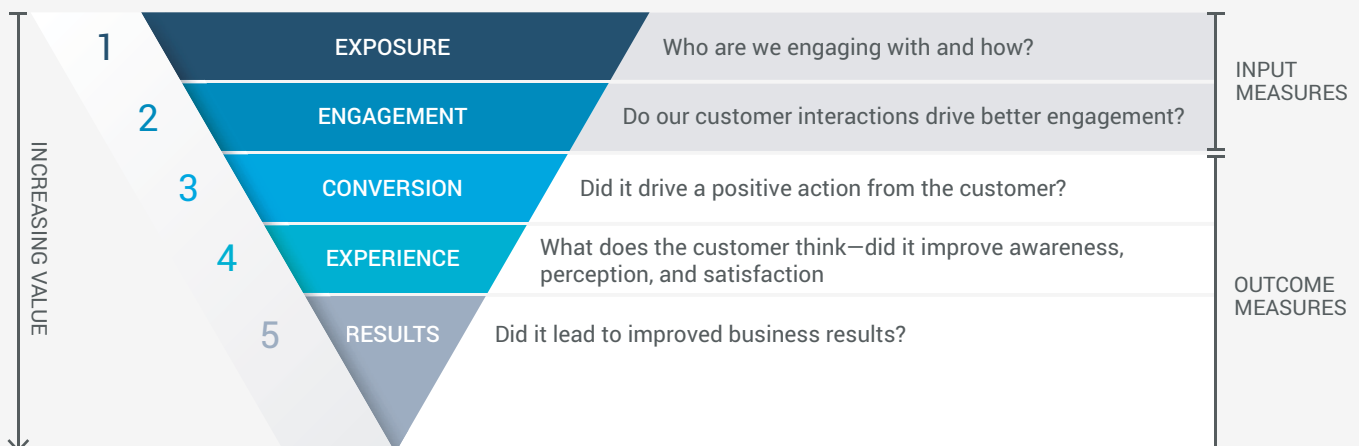 1
EXPOSURE
Who are we engaging with and how?
2
ENGAGEMENT
Do our customer interactions drive better engagement?
3
CONVERSION
Did it drive a positive action from the customer?
4
EXPERIENCE
What does the customer think—did it improve awareness,
perception, and satisfaction
5
RESULTS
Did it lead to improved business results?
INCREASING VALUE
INPUT
MEASURES
OUTCOME
MEASURES